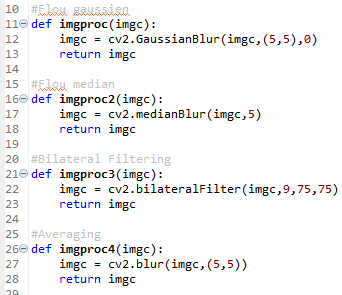 10 #Flou gaussien
11 def imgproc(imgc):
12     imgc = cv2.GaussianBlur(imgc,(5,5),0)
13     return imgc
14
15 #Flou median
16 def imgproc2(imgc):
17     imgc = cv2.medianBlur(imgc,5)
18     return imgc
19
20 #Bilateral Filtering
21 def imgproc3(imgc):
22     imgc = cv2.bilateralFilter(imgc,9,75,75)
23     return imgc
24
25 #Averaging
26 def imgproc4(imgc):
27     imgc = cv2.blur(imgc,(5,5))
28     return imgc